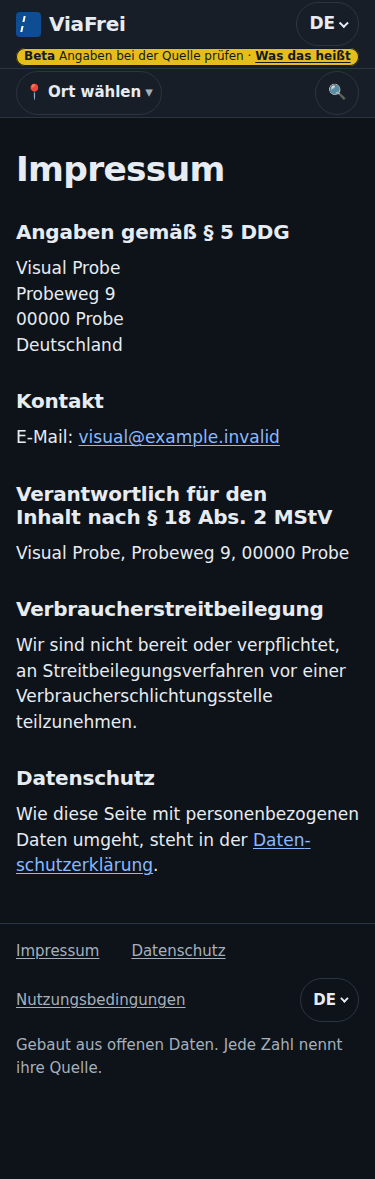 ViaFrei
DE
Beta Angaben bei der Quelle prüfen · Was das heißt
Ort wählen
Impressum
Angaben gemäß § 5 DDG
Visual Probe
Probeweg 9
00000 Probe
Deutschland
Kontakt
E-Mail: visual@example.invalid
Verantwortlich für den
Inhalt nach § 18 Abs. 2 MStV
Visual Probe, Probeweg 9, 00000 Probe
Verbraucherstreitbeilegung
Wir sind nicht bereit oder verpflichtet,
an Streitbeilegungsverfahren vor einer
Verbraucherschlichtungsstelle
teilzunehmen.
Datenschutz
Wie diese Seite mit personenbezogenen
Daten umgeht, steht in der Daten-
schutzerklärung.
Impressum Datenschutz
Nutzungsbedingungen
DE
Gebaut aus offenen Daten. Jede Zahl nennt
ihre Quelle.